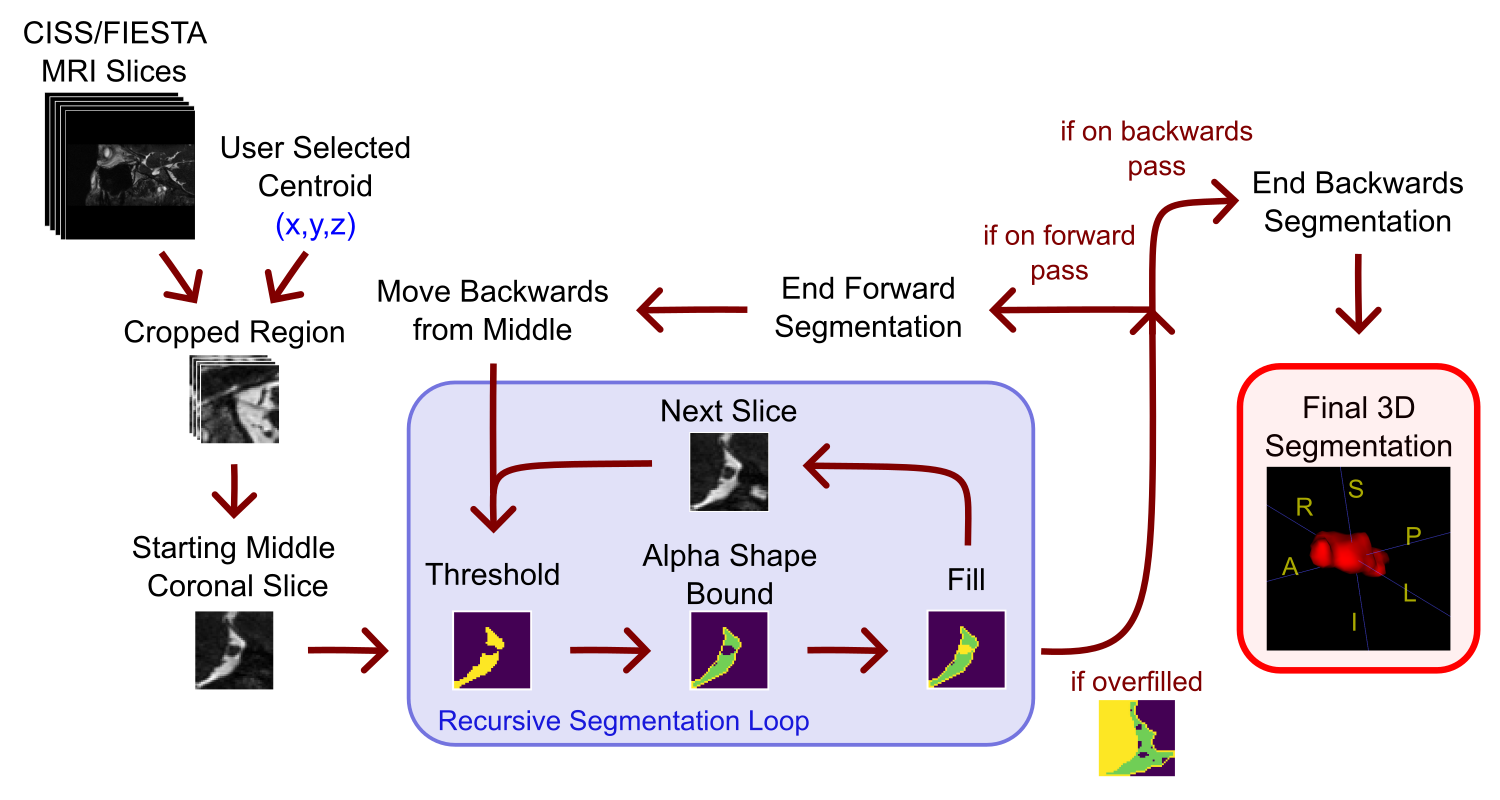 CISS/FIESTA
MRI Slices
User Selected
Centroid
(x,y,z)
Cropped Region
Starting Middle
Coronal Slice
Move Backwards
from Middle
End Forward
Segmentation
if on forward
pass
if on backwards
pass
End Backwards
Segmentation
Next Slice
Threshold
Alpha Shape
Bound
Fill
Recursive Segmentation Loop
if overfilled
Final 3D
Segmentation
S
R
P
A
L
I